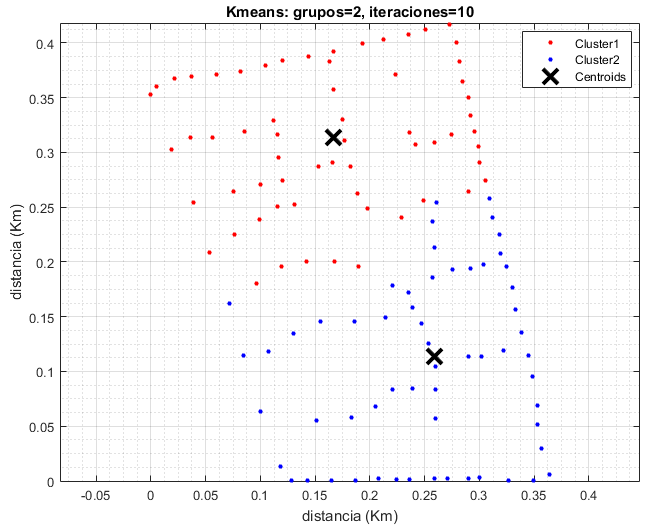 Kmeans: grupos=2, iteraciones=10
Cluster1
Cluster2
Centroids
distancia (Km)
0.4
0.35
0.3
0.25
0.2
0.15
0.1
0.05
0
-0.05 0 0.05 0.1 0.15 0.2 0.25 0.3 0.35 0.4
distancia (Km)